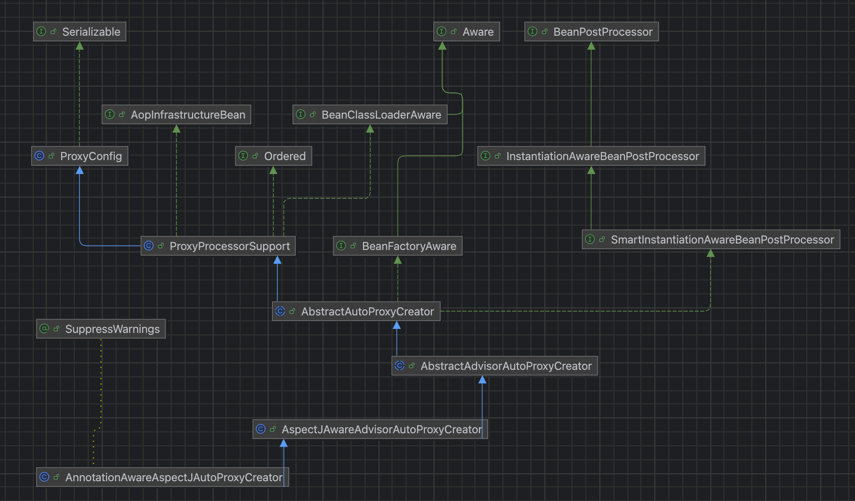 Serializable
Aware
BeanPostProcessor
AopInfrastructureBean
BeanClassLoaderAware
ProxyConfig
Ordered
InstantiationAwareBeanPostProcessor
ProxyProcessorSupport
BeanFactoryAware
SmartInstantiationAwareBeanPostProcessor
AbstractAutoProxyCreator
SuppressWarnings
AbstractAdvisorAutoProxyCreator
AspectJAwareAdvisorAutoProxyCreator
AnnotationAwareAspectJAutoProxyCreator